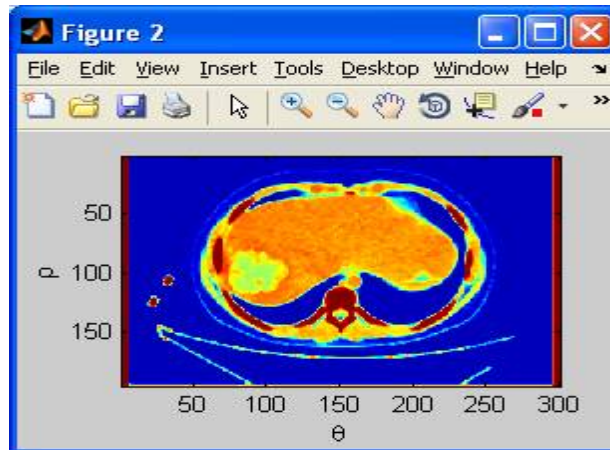 Figure 2
File Edit View Insert Tools Desktop Window Help
50
100
150
ρ
50 100 150 200 250 300
θ